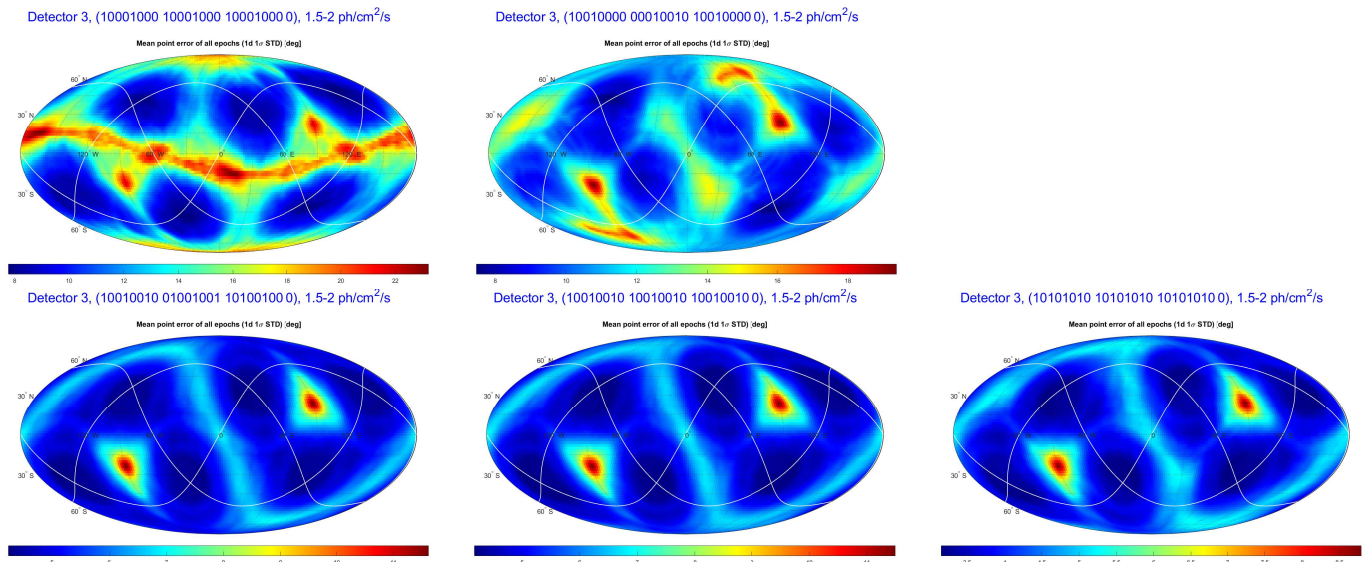 Detector 3, (10001000 10001000 10001000 0), 1.5-2 ph/cm²/s
Mean point error of all epochs (1d 1σ STD) [deg]
60° N
30° N
120° W
60° W
0
60° E
120° E
30° S
60° S
8 10 12 14 16 18 20 22
Detector 3, (10010000 00010010 10010000 0), 1.5-2 ph/cm²/s
Mean point error of all epochs (1d 1σ STD) [deg]
60° N
30° N
120° W
0
60° E
30° S
60° S
8 10 12 14 16 18
Detector 3, (10010010 01001001 10100100 0), 1.5-2 ph/cm²/s
Mean point error of all epochs (1d 1σ STD) [deg]
60° N
30° N
0
30° S
60° S
Detector 3, (10010010 10010010 10010010 0), 1.5-2 ph/cm²/s
Mean point error of all epochs (1d 1σ STD) [deg]
60° N
30° N
0
30° S
60° S
Detector 3, (10101010 10101010 10101010 0), 1.5-2 ph/cm²/s
Mean point error of all epochs (1d 1σ STD) [deg]
60° N
30° N
0
30° S
60° S